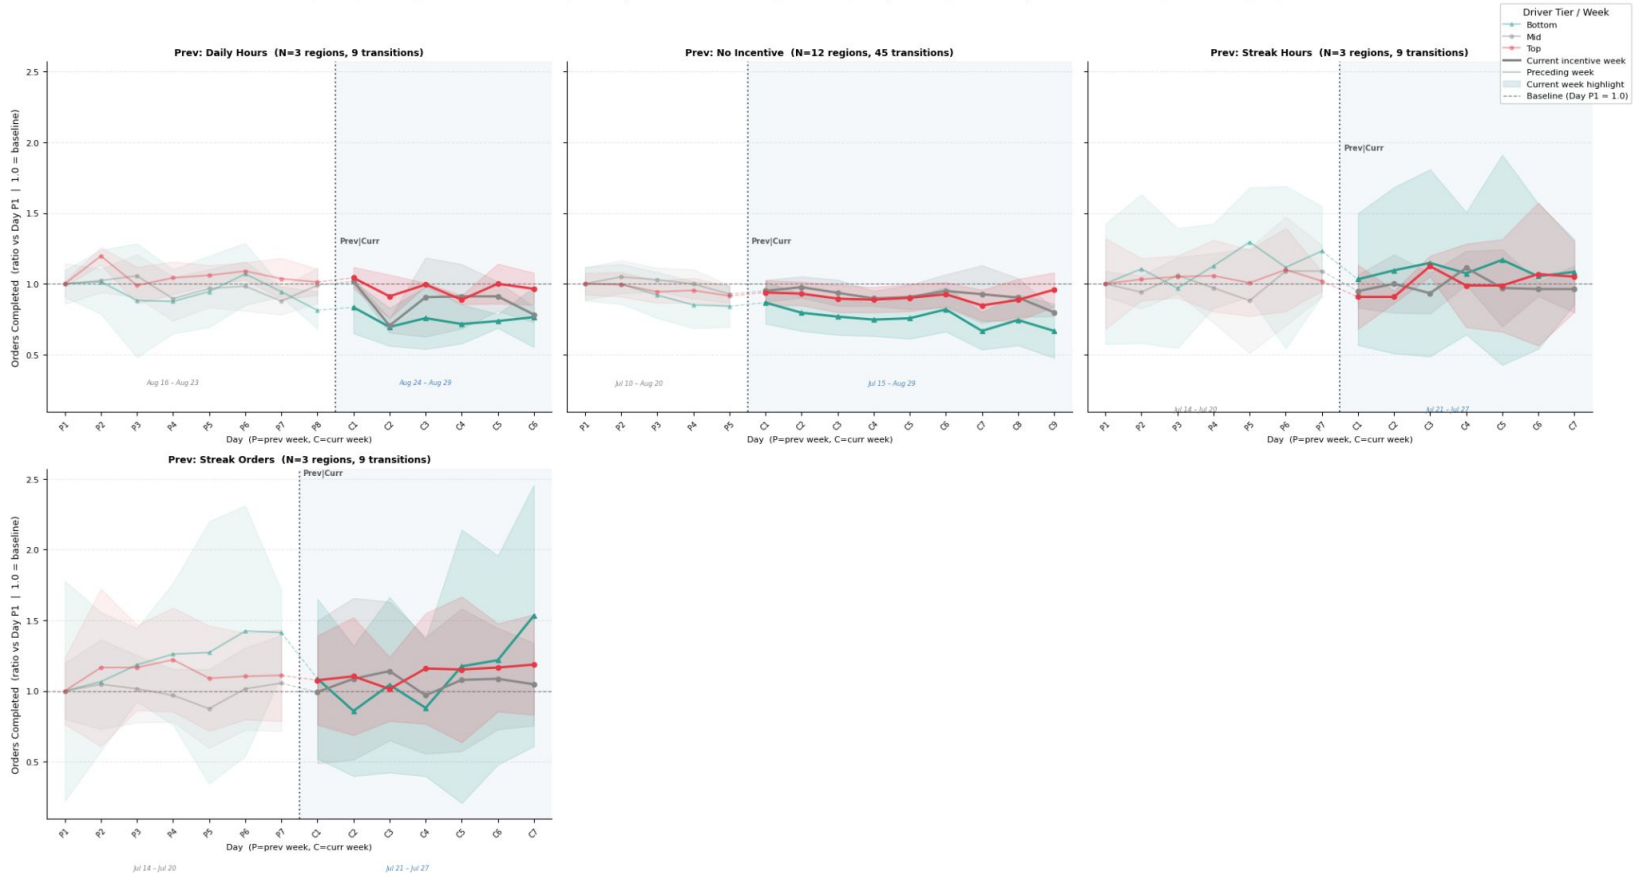 Driver Tier / Week
Bottom
Mid
Top
Current incentive week
Preceding week
Current week highlight
Baseline (Day P1 = 1.0)
Prev: Daily Hours (N=3 regions, 9 transitions)
Orders Completed (ratio vs Day P1 | 1.0 = baseline)
2.5
2.0
1.5
1.0
0.5
Prev|Curr
Aug 16 – Aug 23
Aug 24 – Aug 29
P1 P2 P3 P4 P5 P6 P7 P8 C1 C2 C3 C4 C5 C6
Day (P=prev week, C=curr week)
Prev: No Incentive (N=12 regions, 45 transitions)
Prev|Curr
Jul 10 – Aug 20
Jul 15 – Aug 29
P1 P2 P3 P4 P5 C1 C2 C3 C4 C5 C6 C7 C8 C9
Day (P=prev week, C=curr week)
Prev: Streak Hours (N=3 regions, 9 transitions)
Prev|Curr
Jul 14 – Jul 20
Jul 21 – Jul 27
P1 P2 P3 P4 P5 P6 P7 C1 C2 C3 C4 C5 C6 C7
Day (P=prev week, C=curr week)
Prev: Streak Orders (N=3 regions, 9 transitions)
Orders Completed (ratio vs Day P1 | 1.0 = baseline)
2.5
2.0
1.5
1.0
0.5
Prev|Curr
P1 P2 P3 P4 P5 P6 P7 C1 C2 C3 C4 C5 C6 C7
Day (P=prev week, C=curr week)
Jul 14 – Jul 20
Jul 21 – Jul 27